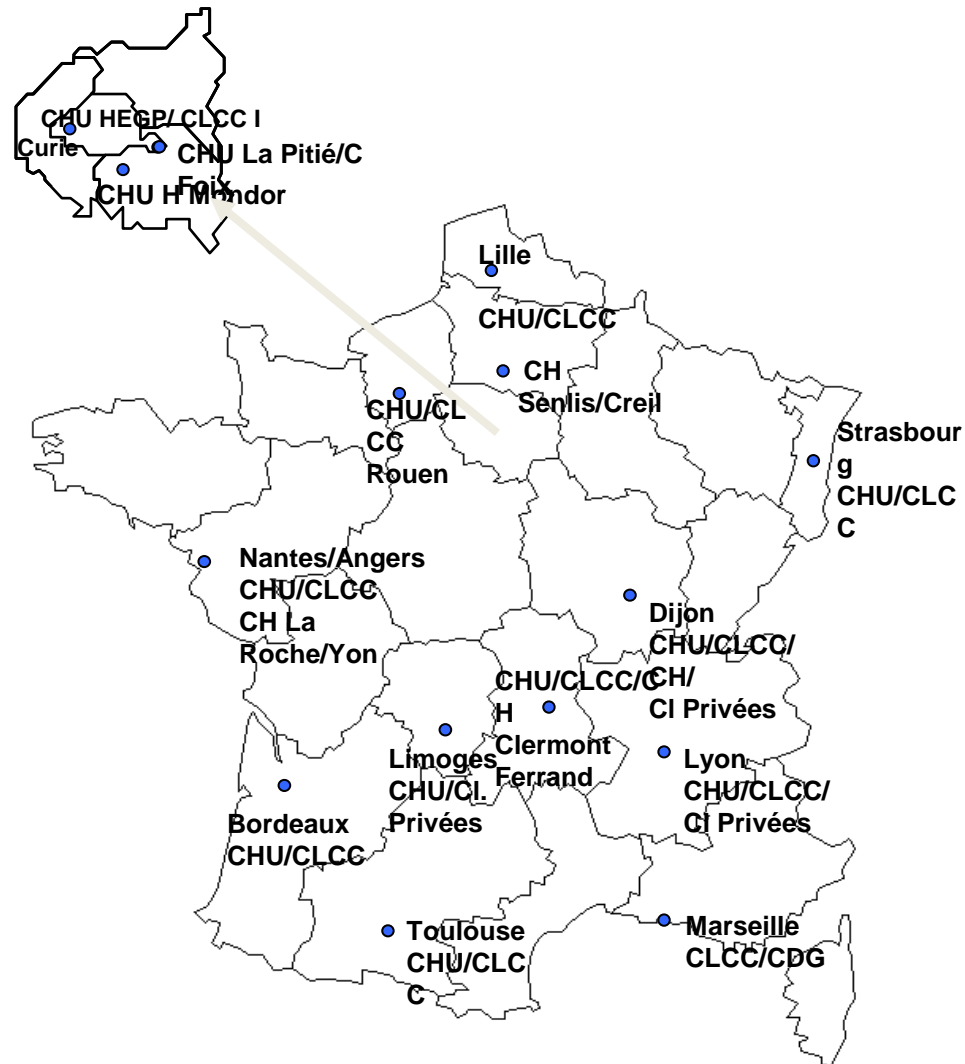 CHU HEGP/ CLCC I
Curie
CHU La Pitié/C
Foix
CHU H Mondor
Lille
CHU/CLCC
CH
Senlis/Creil
CHU/CL
CC
Rouen
Strasbour
g
CHU/CLC
C
Nantes/Angers
CHU/CLCC
CH La
Roche/Yon
Dijon
CHU/CLCC/
CH/
Cl Privées
CHU/CLCC/C
H
Clermont
Ferrand
Limoges
CHU/Cl.
Privées
Lyon
CHU/CLCC/
Cl Privées
Bordeaux
CHU/CLCC
Toulouse
CHU/CLC
C
Marseille
CLCC/CDG